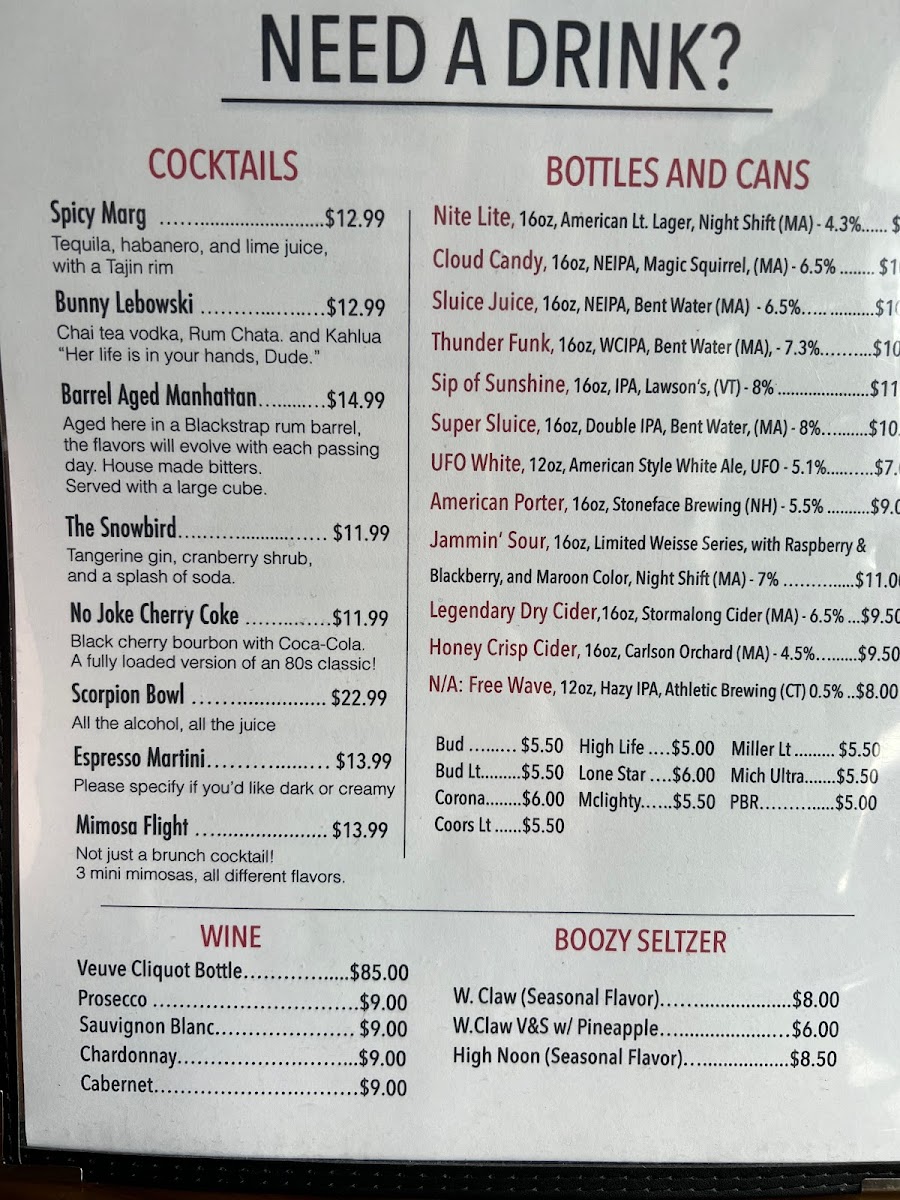 NEED A DRINK?
COCKTAILS
Spicy Marg ..............................$12.99
Tequila, habanero, and lime juice,
with a Tajin rim
Bunny Lebowski .......................$12.99
Chai tea vodka, Rum Chata. and Kahlua
“Her life is in your hands, Dude.”
Barrel Aged Manhattan............$14.99
Aged here in a Blackstrap rum barrel,
the flavors will evolve with each passing
day. House made bitters.
Served with a large cube.
The Snowbird........................... $11.99
Tangerine gin, cranberry shrub,
and a splash of soda.
No Joke Cherry Coke ...............$11.99
Black cherry bourbon with Coca-Cola.
A fully loaded version of an 80s classic!
Scorpion Bowl ........................ $22.99
All the alcohol, all the juice
Espresso Martini...................... $13.99
Please specify if you’d like dark or creamy
Mimosa Flight ........................ $13.99
Not just a brunch cocktail!
3 mini mimosas, all different flavors.
BOTTLES AND CANS
Nite Lite, 16oz, American Lt. Lager, Night Shift (MA) - 4.3%...... $
Cloud Candy, 16oz, NEIPA, Magic Squirrel, (MA) - 6.5% ........ $1
Sluice Juice, 16oz, NEIPA, Bent Water (MA) - 6.5%...............$10
Thunder Funk, 16oz, WCIPA, Bent Water (MA), - 7.3%..........$10
Sip of Sunshine, 16oz, IPA, Lawson’s, (VT) - 8% .....................$11
Super Sluice, 16oz, Double IPA, Bent Water, (MA) - 8%..........$10.
UFO White, 12oz, American Style White Ale, UFO - 5.1%..........$7.
American Porter, 16oz, Stoneface Brewing (NH) - 5.5% ..........$9.0
Jammin’ Sour, 16oz, Limited Weisse Series, with Raspberry &
Blackberry, and Maroon Color, Night Shift (MA) - 7% ..............$11.0
Legendary Dry Cider,16oz, Stormalong Cider (MA) - 6.5% ...$9.50
Honey Crisp Cider, 16oz, Carlson Orchard (MA) - 4.5%.........$9.50
N/A: Free Wave, 12oz, Hazy IPA, Athletic Brewing (CT) 0.5% ..$8.00
Bud ......... $5.50 High Life ....$5.00 Miller Lt ......... $5.50
Bud Lt.........$5.50 Lone Star ....$6.00 Mich Ultra.......$5.50
Corona........$6.00 Mclighty......$5.50 PBR..............$5.00
Coors Lt ......$5.50
WINE
Veuve Cliquot Bottle...................$85.00
Prosecco ....................................$9.00
Sauvignon Blanc........................ $9.00
Chardonnay...............................$9.00
Cabernet...................................$9.00
BOOZY SELTZER
W. Claw (Seasonal Flavor).......................$8.00
W.Claw V&S w/ Pineapple.......................$6.00
High Noon (Seasonal Flavor)....................$8.50